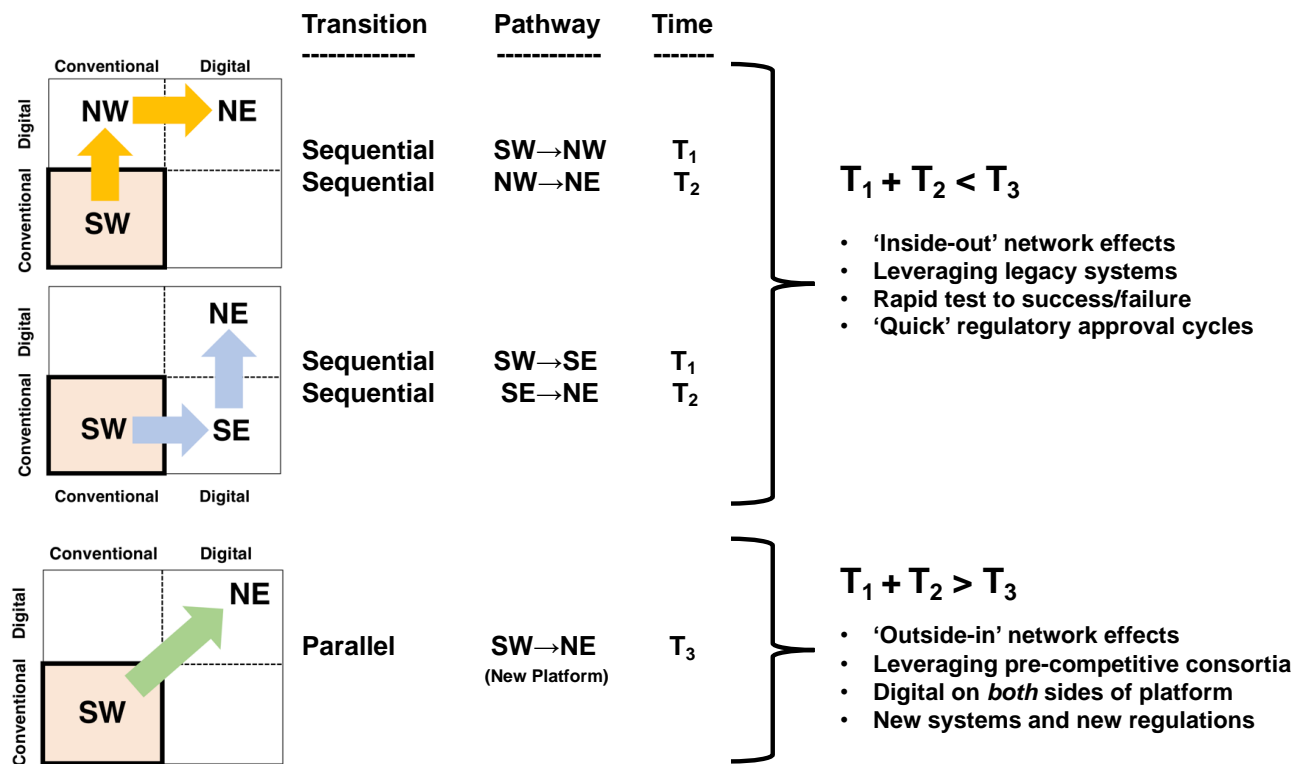 Transition Pathway Time
------------- ------------ -------
Conventional Digital
Digital
NW NE
Conventional
SW
Sequential SW→NW T₁
Sequential NW→NE T₂
Digital
NE
Conventional
SW SE
Conventional Digital
Sequential SW→SE T₁
Sequential SE→NE T₂
T₁ + T₂ < T₃
• ‘Inside-out’ network effects
• Leveraging legacy systems
• Rapid test to success/failure
• ‘Quick’ regulatory approval cycles
Conventional Digital
Digital
NE
Conventional
SW
Parallel SW→NE T₃
(New Platform)
T₁ + T₂ > T₃
• ‘Outside-in’ network effects
• Leveraging pre-competitive consortia
• Digital on both sides of platform
• New systems and new regulations